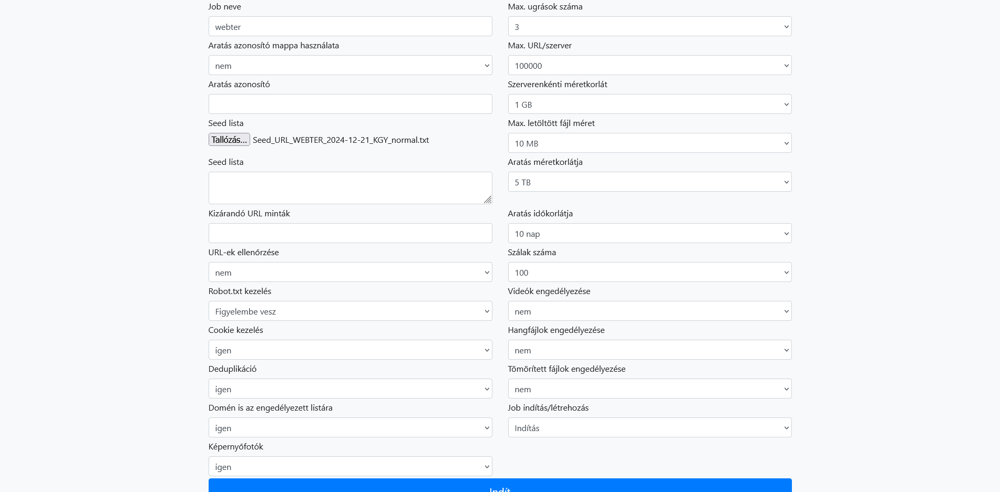 Job neve
webter
Aratás azonosító mappa használata
nem
Aratás azonosító
Seed lista
Tallózás... Seed_URL_WEBTER_2024-12-21_KGY_normal.txt
Seed lista
Kizárandó URL minták
URL-ek ellenőrzése
nem
Robot.txt kezelés
Figyelembe vesz
Cookie kezelés
igen
Deduplikáció
igen
Domén is az engedélyezett listára
igen
Képernyőfotók
igen
Max. ugrások száma
3
Max. URL/szerver
100000
Szerverenkénti méretkorlát
1 GB
Max. letöltött fájl méret
10 MB
Aratás méretkorlátja
5 TB
Aratás időkorlátja
10 nap
Szálak száma
100
Videók engedélyezése
nem
Hangfájlok engedélyezése
nem
Tömörített fájlok engedélyezése
nem
Job indítás/létrehozás
Indítás
Indít